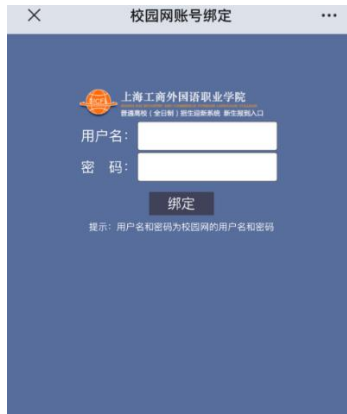 校园网账号绑定
上海工商外国语职业学院
普通高校（全日制）招生迎新系统 新生报到入口
用户名：
密 码：
绑定
提示：用户名和密码为校园网的用户名和密码